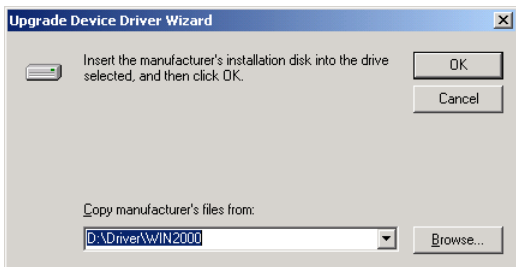 Upgrade Device Driver Wizard
Insert the manufacturer's installation disk into the drive
selected, and then click OK.
OK
Cancel
Copy manufacturer's files from:
D:\Driver\WIN2000
Browse...